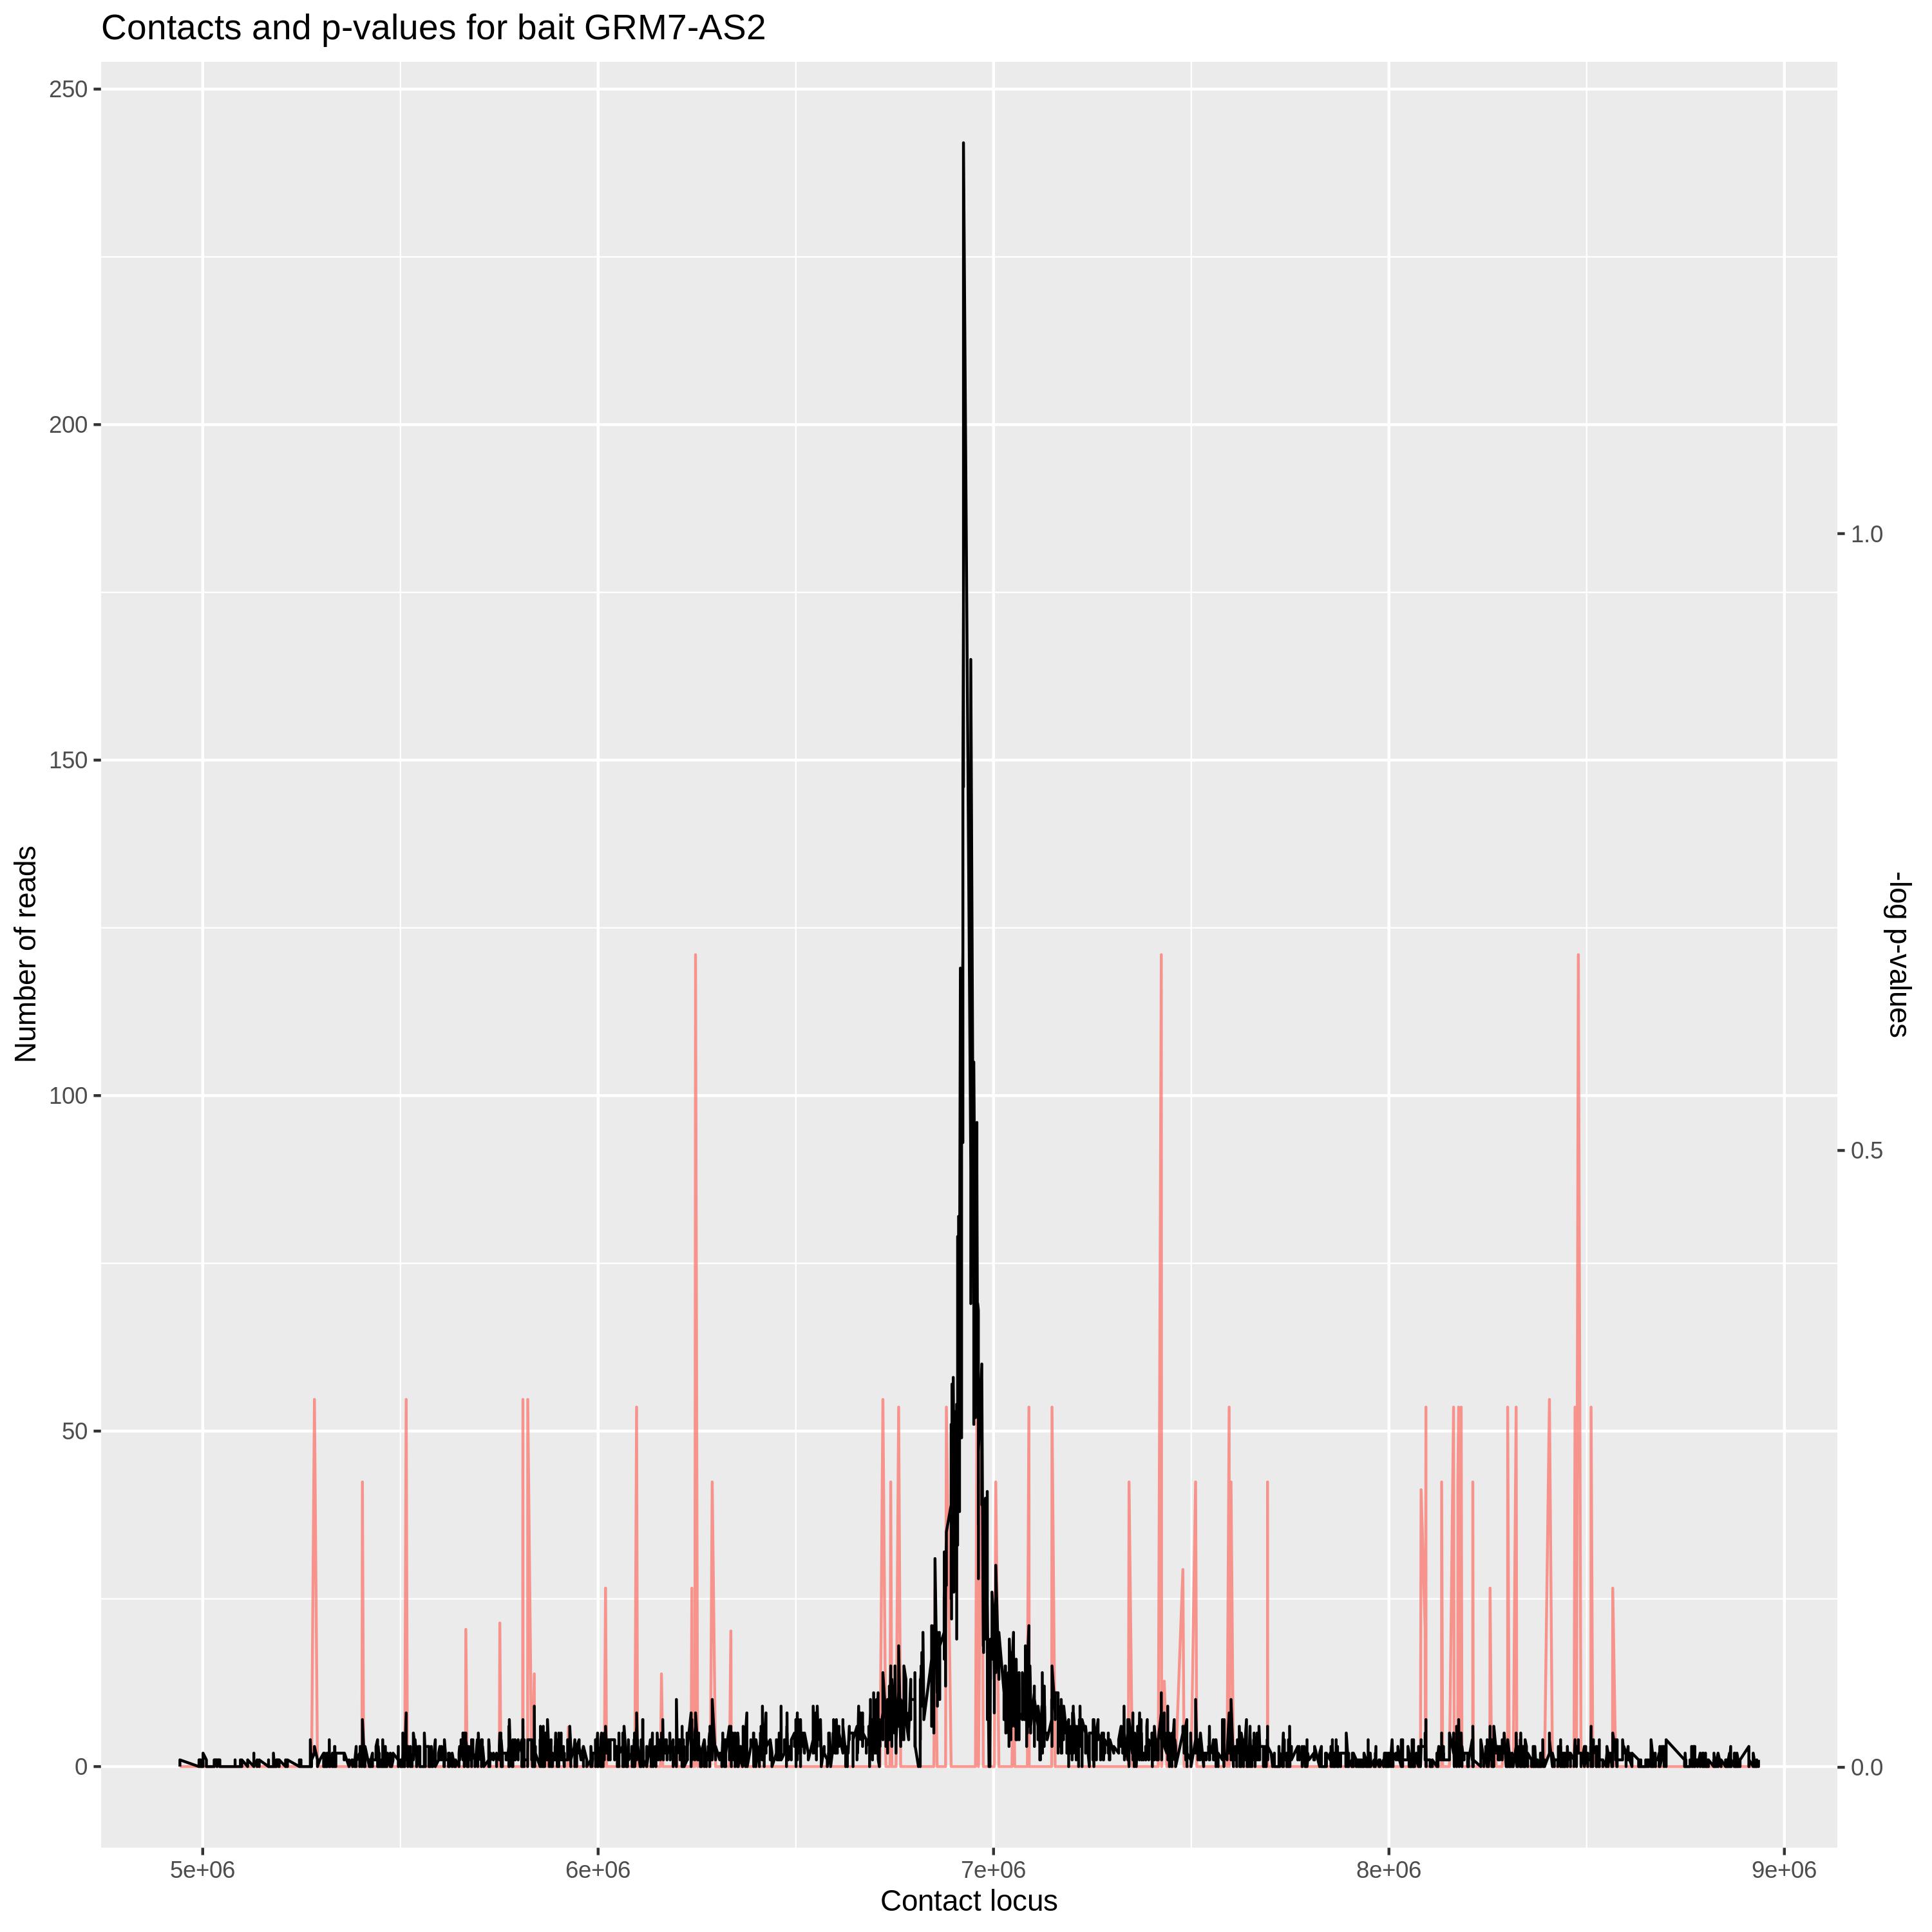 Contacts and p-values for bait GRM7-AS2
250
200
150
100
50
0
Number of reads
1.0
0.5
0.0
-log p-values
5e+06 6e+06 7e+06 8e+06 9e+06
Contact locus